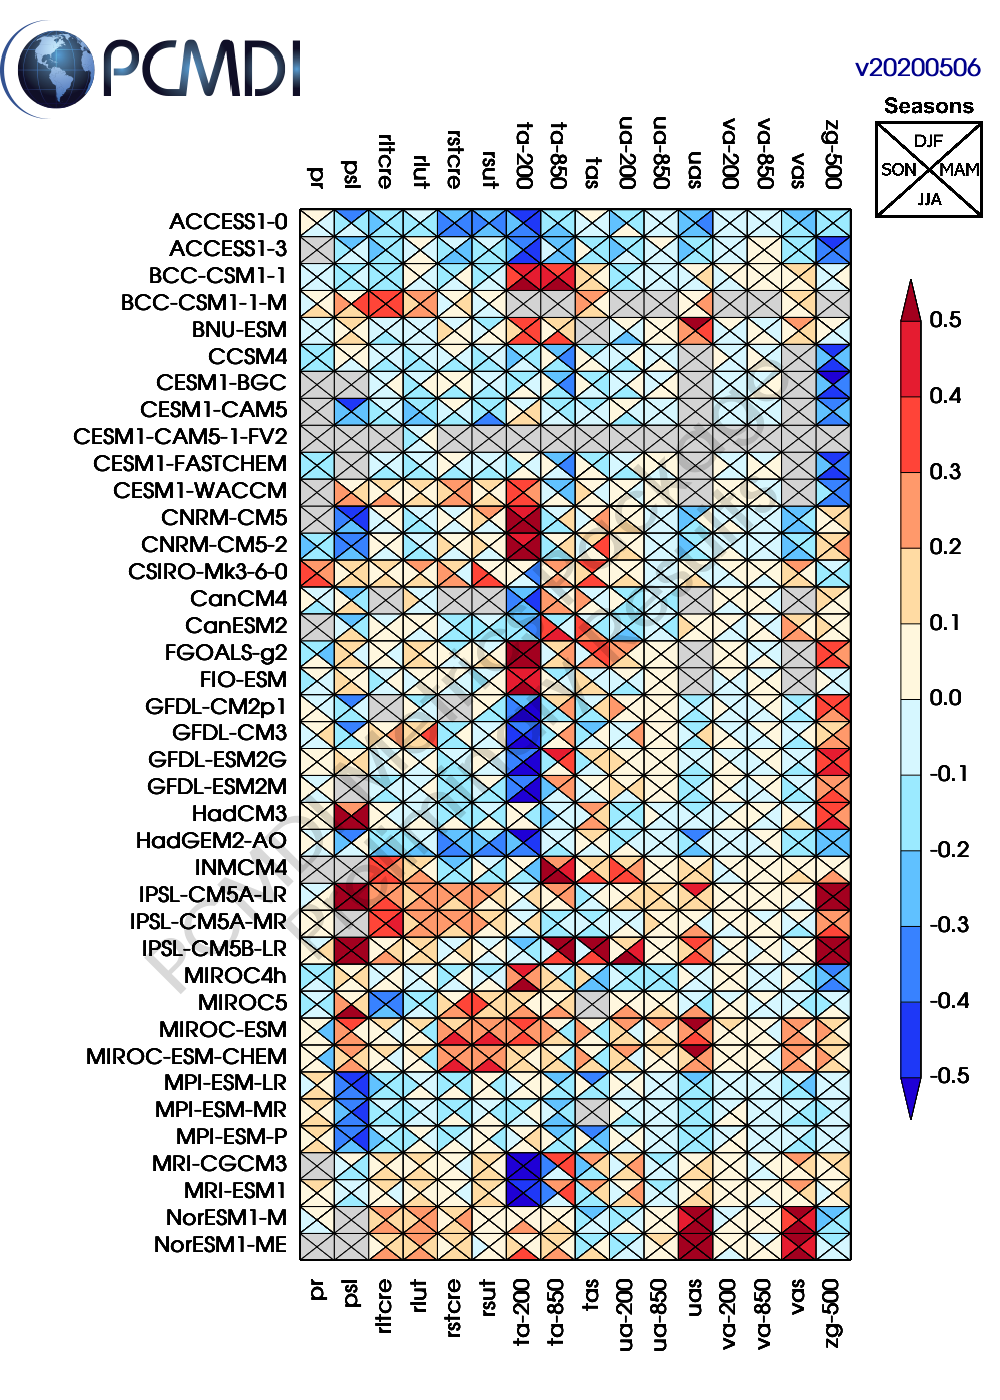 PCMDI
v20200506
Seasons
DJF
SON MAM
JJA
pr psl rltcre rlut rstcre rsut ta-200 ta-850 tas ua-200 ua-850 uas va-200 va-850 vas zg-500
ACCESS1-0
ACCESS1-3
BCC-CSM1-1
BCC-CSM1-1-M
BNU-ESM
CCSM4
CESM1-BGC
CESM1-CAM5
CESM1-CAM5-1-FV2
CESM1-FASTCHEM
CESM1-WACCM
CNRM-CM5
CNRM-CM5-2
CSIRO-Mk3-6-0
CanCM4
CanESM2
FGOALS-g2
FIO-ESM
GFDL-CM2p1
GFDL-CM3
GFDL-ESM2G
GFDL-ESM2M
HadCM3
HadGEM2-AO
INMCM4
IPSL-CM5A-LR
IPSL-CM5A-MR
IPSL-CM5B-LR
MIROC4h
MIROC5
MIROC-ESM
MIROC-ESM-CHEM
MPI-ESM-LR
MPI-ESM-MR
MPI-ESM-P
MRI-CGCM3
MRI-ESM1
NorESM1-M
NorESM1-ME
pr psl rltcre rlut rstcre rsut ta-200 ta-850 tas ua-200 ua-850 uas va-200 va-850 vas zg-500
0.5
0.4
0.3
0.2
0.1
0.0
-0.1
-0.2
-0.3
-0.4
-0.5
PCMDI Metrics Package
Preliminary Results